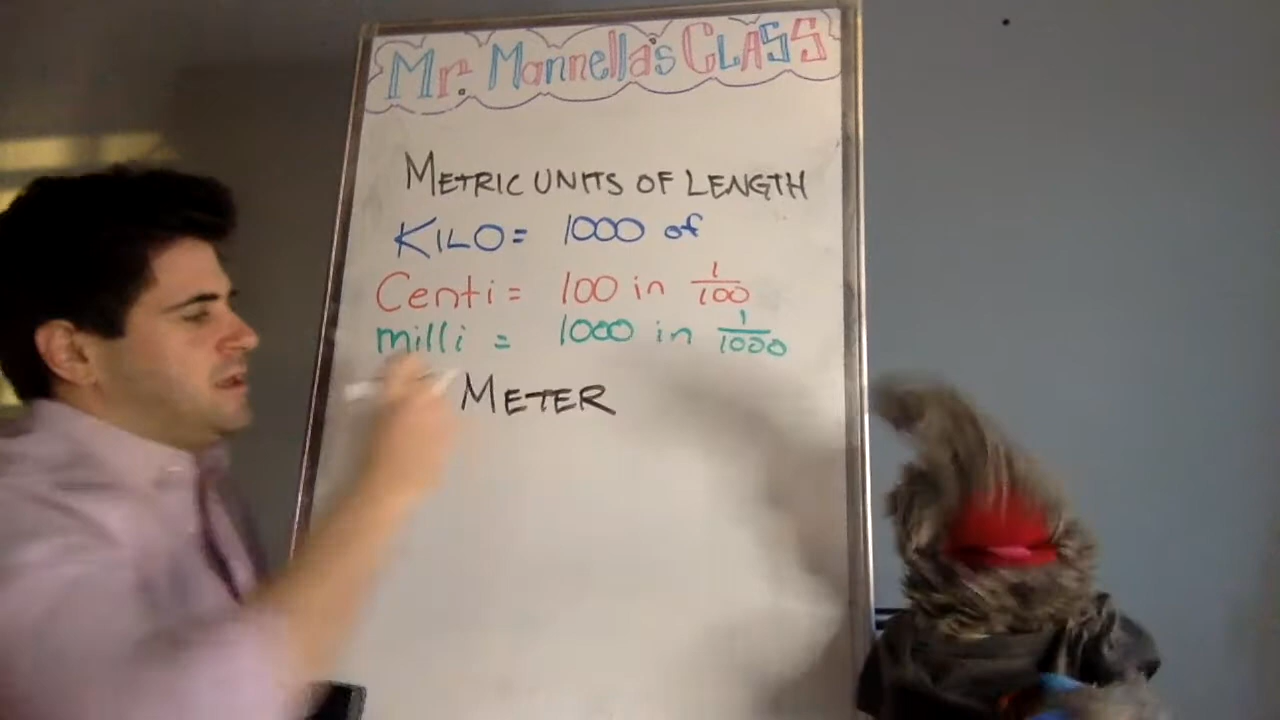 Mr. Mannella's CLASS
METRIC UNITS OF LENGTH
KILO = 1000 of
Centi = 100 in 1/100
milli = 1000 in 1/1000
METER